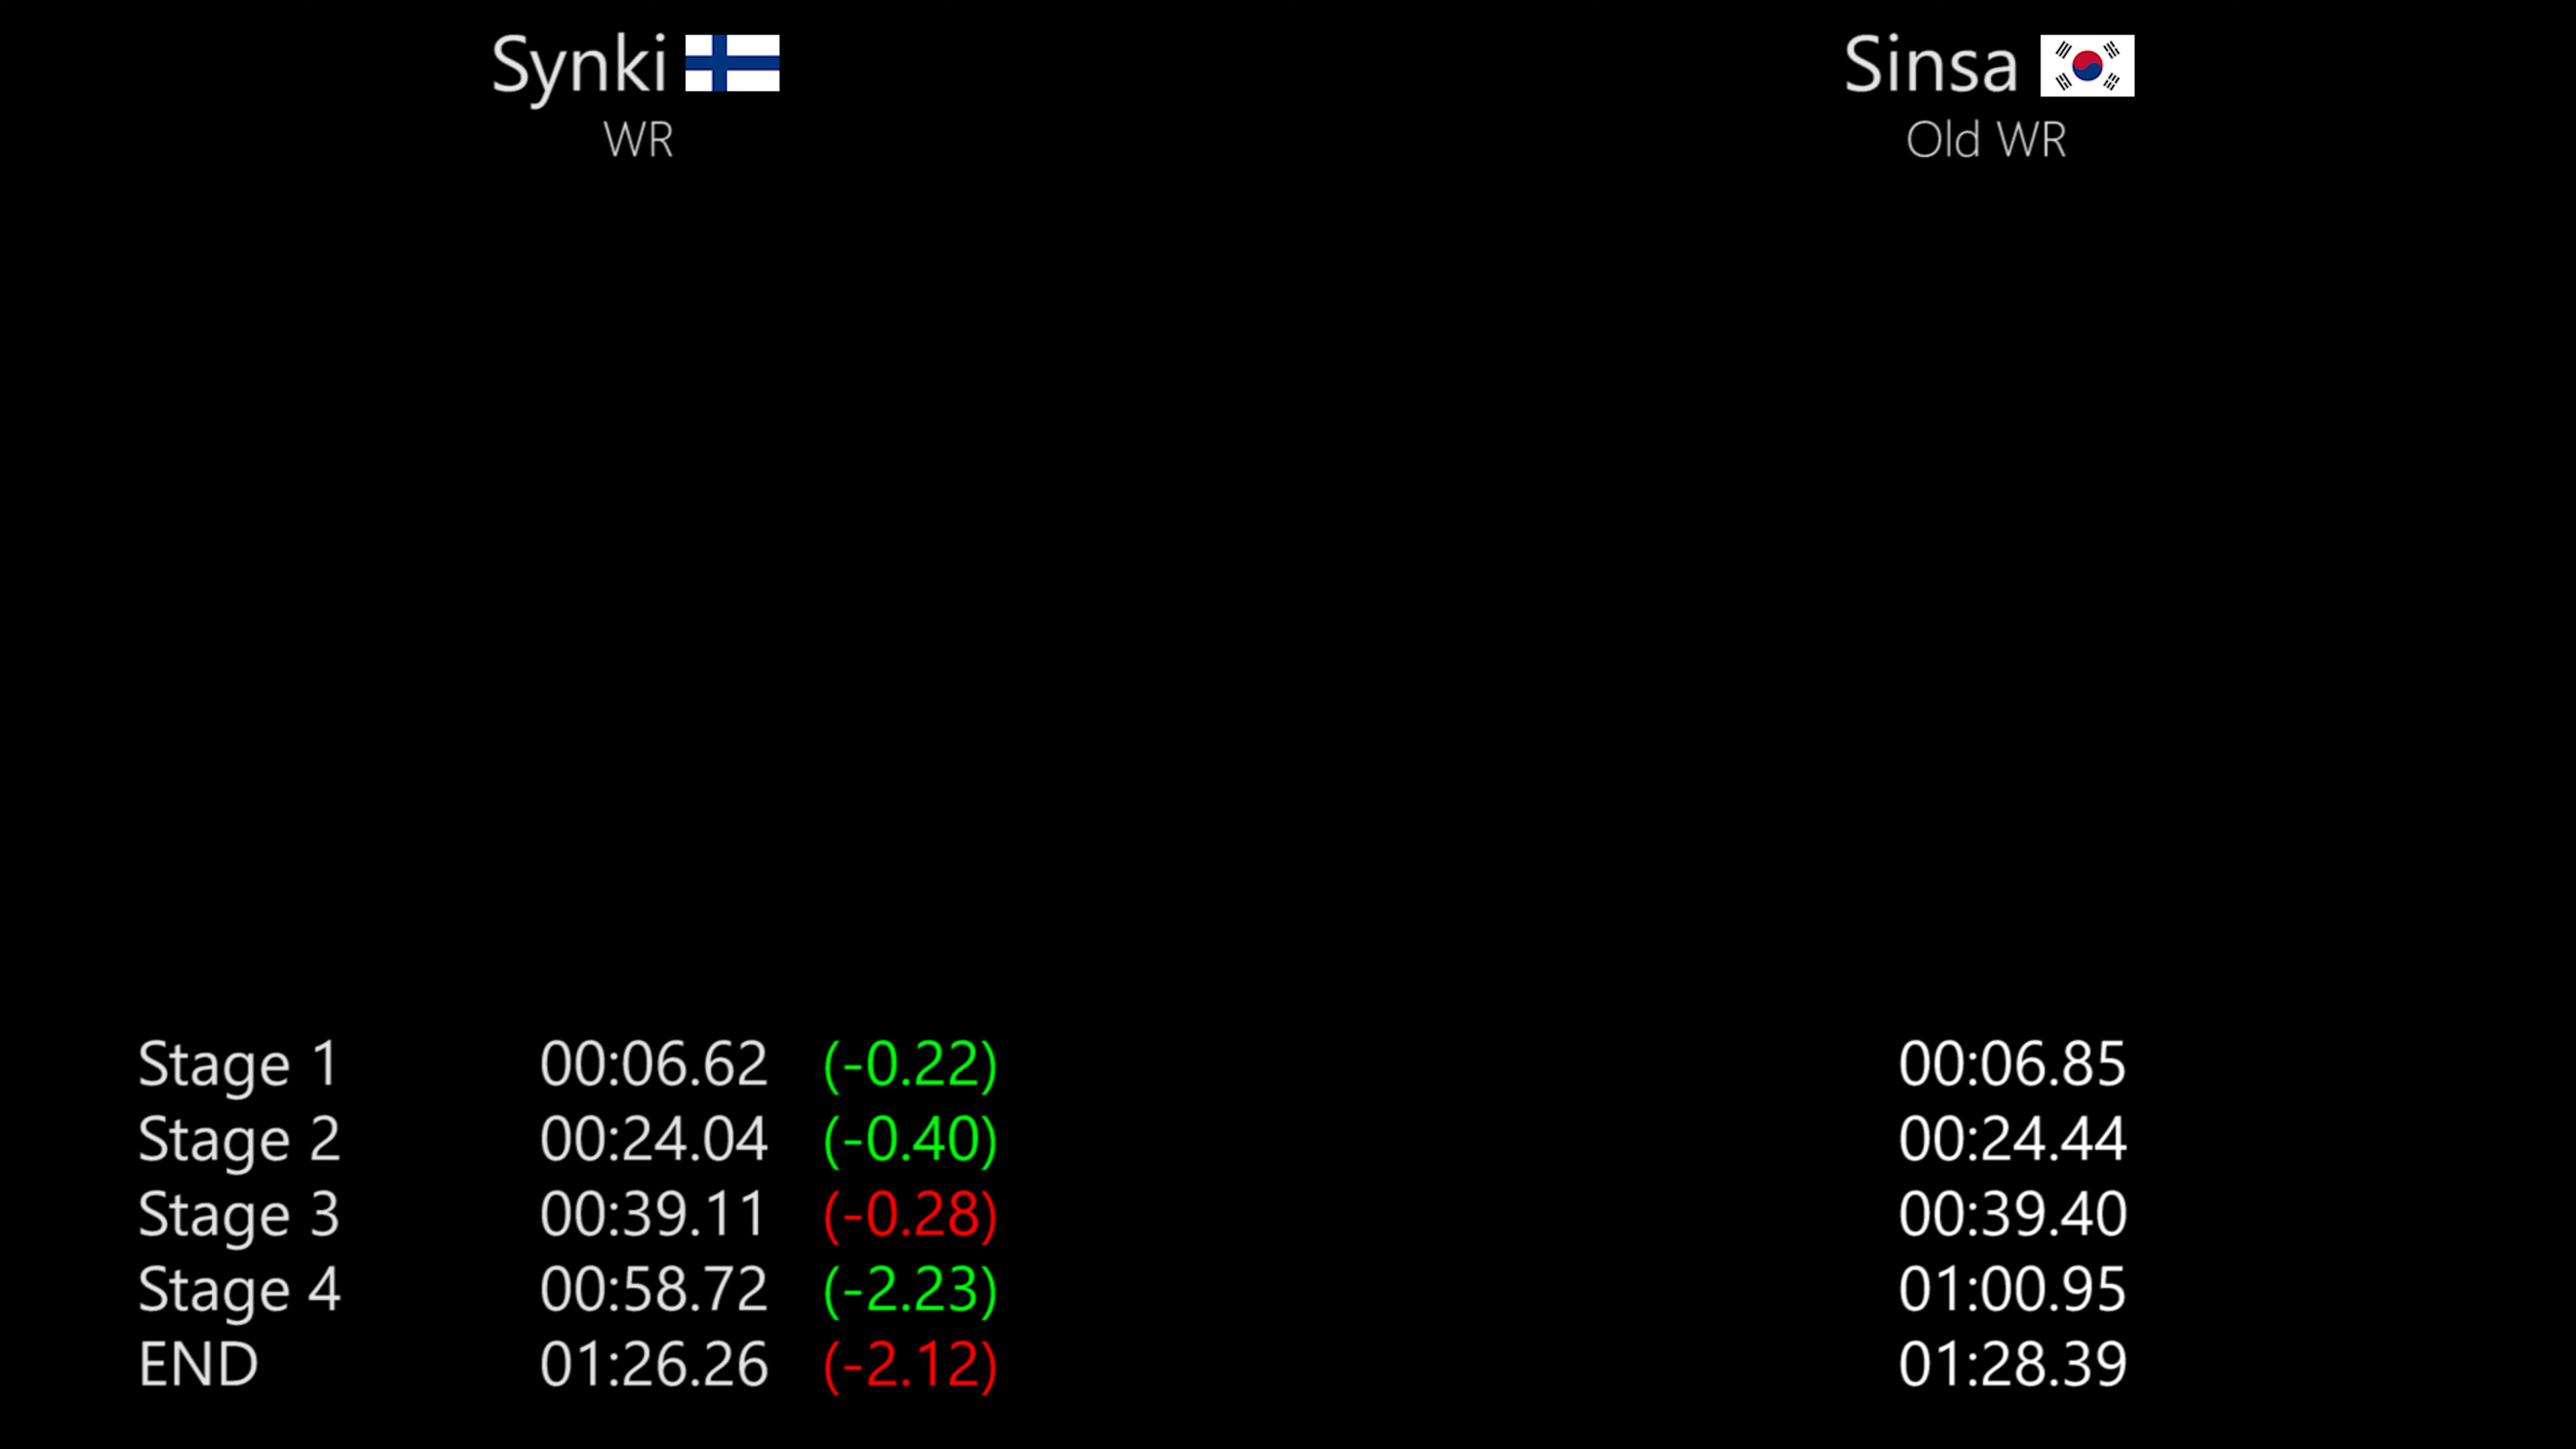 Synki
WR
Sinsa
Old WR
Stage 1 00:06.62 (-0.22) 00:06.85
Stage 2 00:24.04 (-0.40) 00:24.44
Stage 3 00:39.11 (-0.28) 00:39.40
Stage 4 00:58.72 (-2.23) 01:00.95
END 01:26.26 (-2.12) 01:28.39